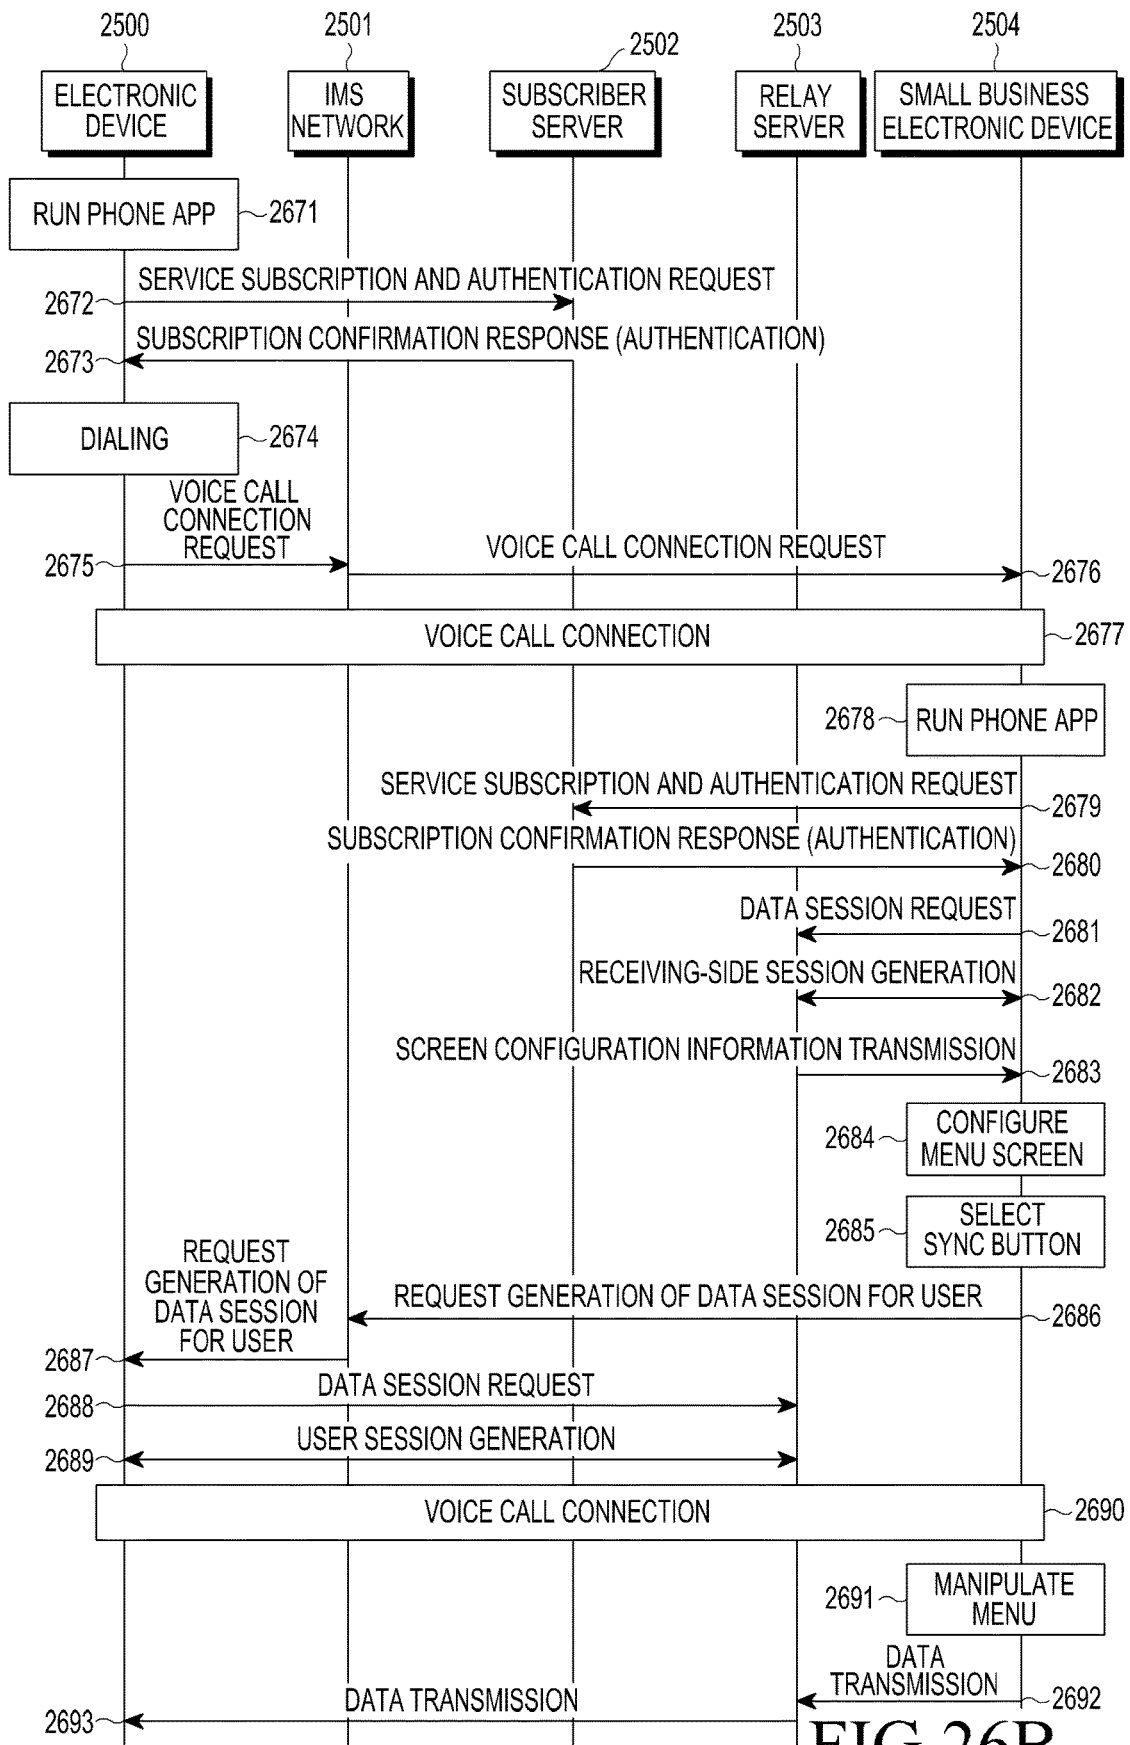 2500
2501
2502
2503
2504
ELECTRONIC
DEVICE
IMS
NETWORK
SUBSCRIBER
SERVER
RELAY
SERVER
SMALL BUSINESS
ELECTRONIC DEVICE
RUN PHONE APP
2671
SERVICE SUBSCRIPTION AND AUTHENTICATION REQUEST
2672
SUBSCRIPTION CONFIRMATION RESPONSE (AUTHENTICATION)
2673
DIALING
2674
VOICE CALL
CONNECTION
REQUEST
2675
VOICE CALL CONNECTION REQUEST
2676
VOICE CALL CONNECTION
2677
2678
RUN PHONE APP
SERVICE SUBSCRIPTION AND AUTHENTICATION REQUEST
2679
SUBSCRIPTION CONFIRMATION RESPONSE (AUTHENTICATION)
2680
DATA SESSION REQUEST
2681
RECEIVING-SIDE SESSION GENERATION
2682
SCREEN CONFIGURATION INFORMATION TRANSMISSION
2683
2684
CONFIGURE
MENU SCREEN
2685
SELECT
SYNC BUTTON
REQUEST
GENERATION OF
DATA SESSION
FOR USER
REQUEST GENERATION OF DATA SESSION FOR USER
2686
2687
DATA SESSION REQUEST
2688
USER SESSION GENERATION
2689
VOICE CALL CONNECTION
2690
2691
MANIPULATE
MENU
DATA
TRANSMISSION
2692
DATA TRANSMISSION
2693
FIG.26B